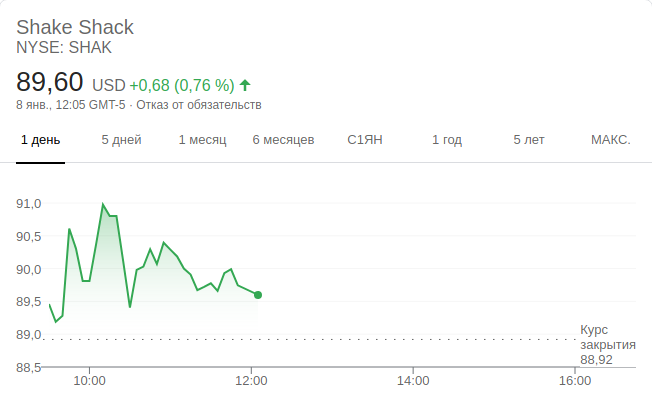 Shake Shack
NYSE: SHAK
89,60 USD +0,68 (0,76 %)
8 янв., 12:05 GMT-5 · Отказ от обязательств
1 день 5 дней 1 месяц 6 месяцев С1ЯН 1 год 5 лет МАКС.
91,0
90,5
90,0
89,5
89,0
88,5
Курс
закрытия
88,92
10:00 12:00 14:00 16:00